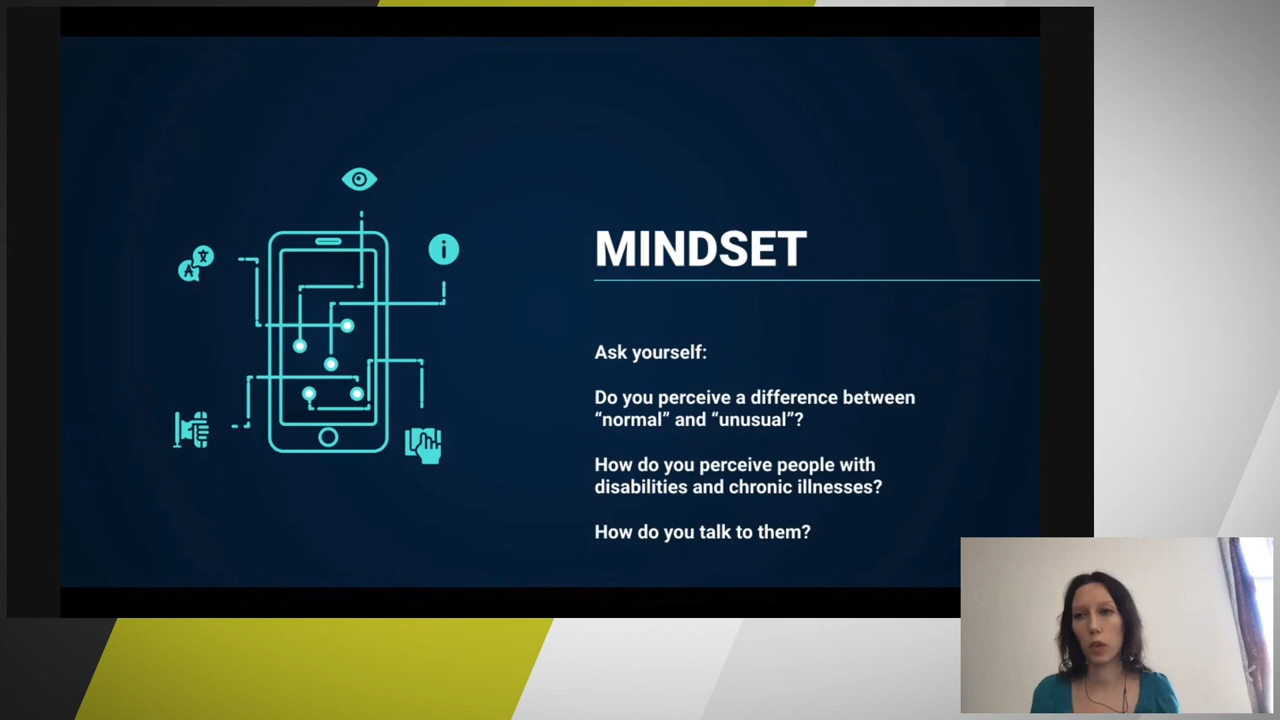 MINDSET
Ask yourself:
Do you perceive a difference between
“normal” and “unusual”?
How do you perceive people with
disabilities and chronic illnesses?
How do you talk to them?